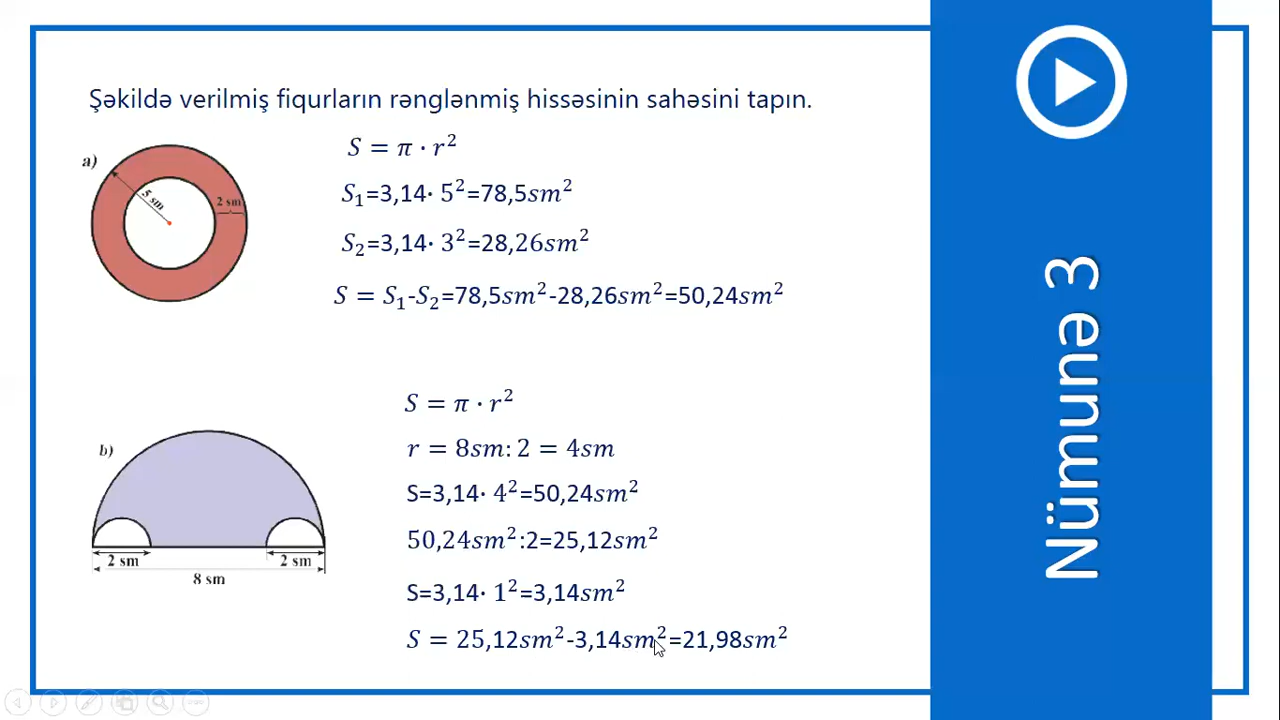 Şəkildə verilmiş fiqurların rənglənmiş hissəsinin sahəsini tapın.
a)
5 sm
2 sm
S = π · r²
S₁=3,14· 5²=78,5sm²
S₂=3,14· 3²=28,26sm²
S = S₁-S₂=78,5sm²-28,26sm²=50,24sm²
b)
2 sm
2 sm
8 sm
S = π · r²
r = 8sm: 2 = 4sm
S=3,14· 4²=50,24sm²
50,24sm²:2=25,12sm²
S=3,14· 1²=3,14sm²
S = 25,12sm²-3,14sm²=21,98sm²
Nümunə 3